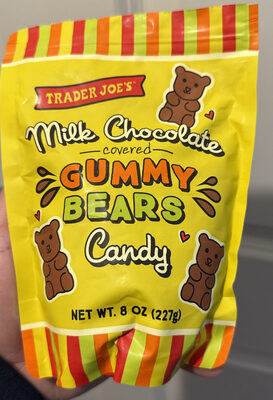 TRADER JOE'S
Milk Chocolate
covered
GUMMY
BEARS
Candy
NET WT. 8 OZ (227g)